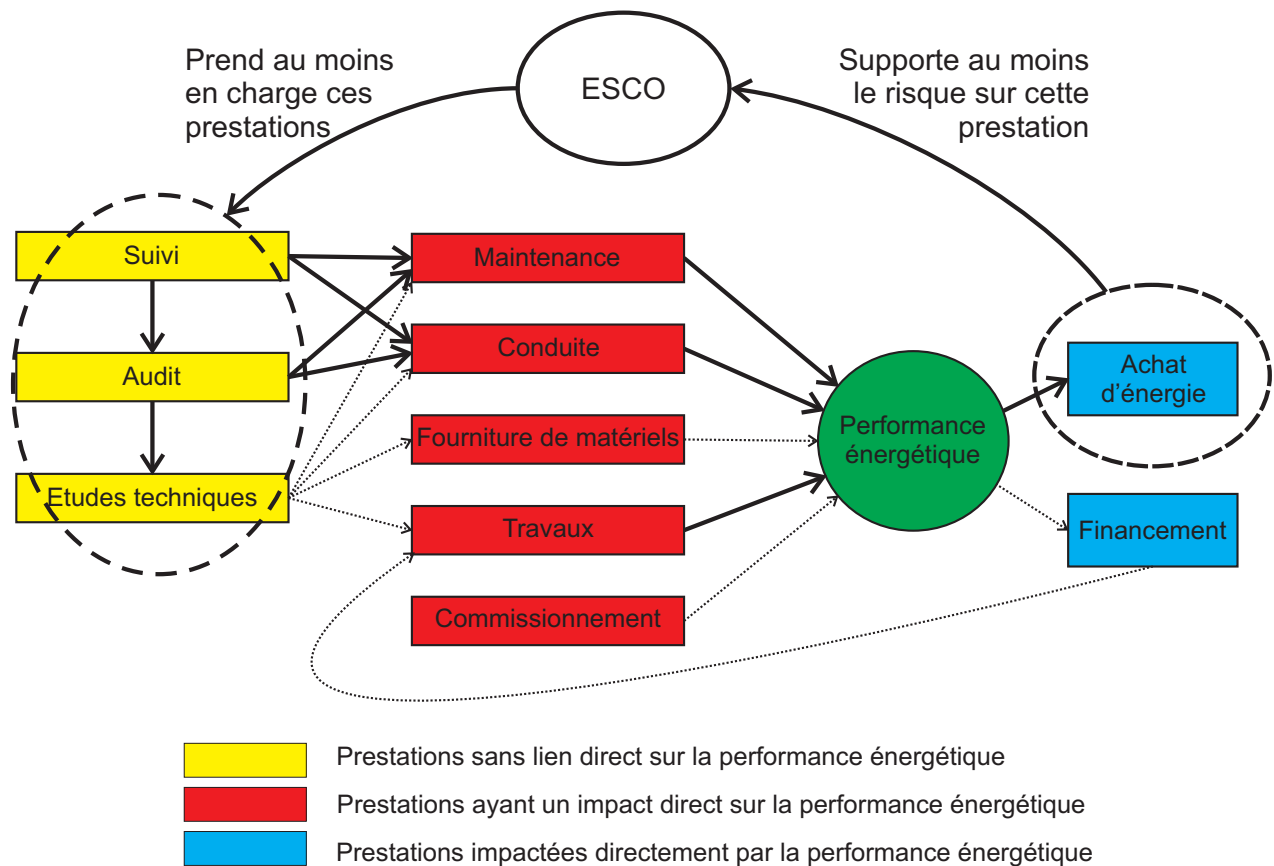 Prend au moins
en charge ces
prestations
ESCO
Supporte au moins
le risque sur cette
prestation
Suivi
Maintenance
Audit
Conduite
Achat
d'énergie
Fourniture de matériels
Performance
énergétique
Etudes techniques
Travaux
Financement
Commissionnement
Prestations sans lien direct sur la performance énergétique
Prestations ayant un impact direct sur la performance énergétique
Prestations impactées directement par la performance énergétique